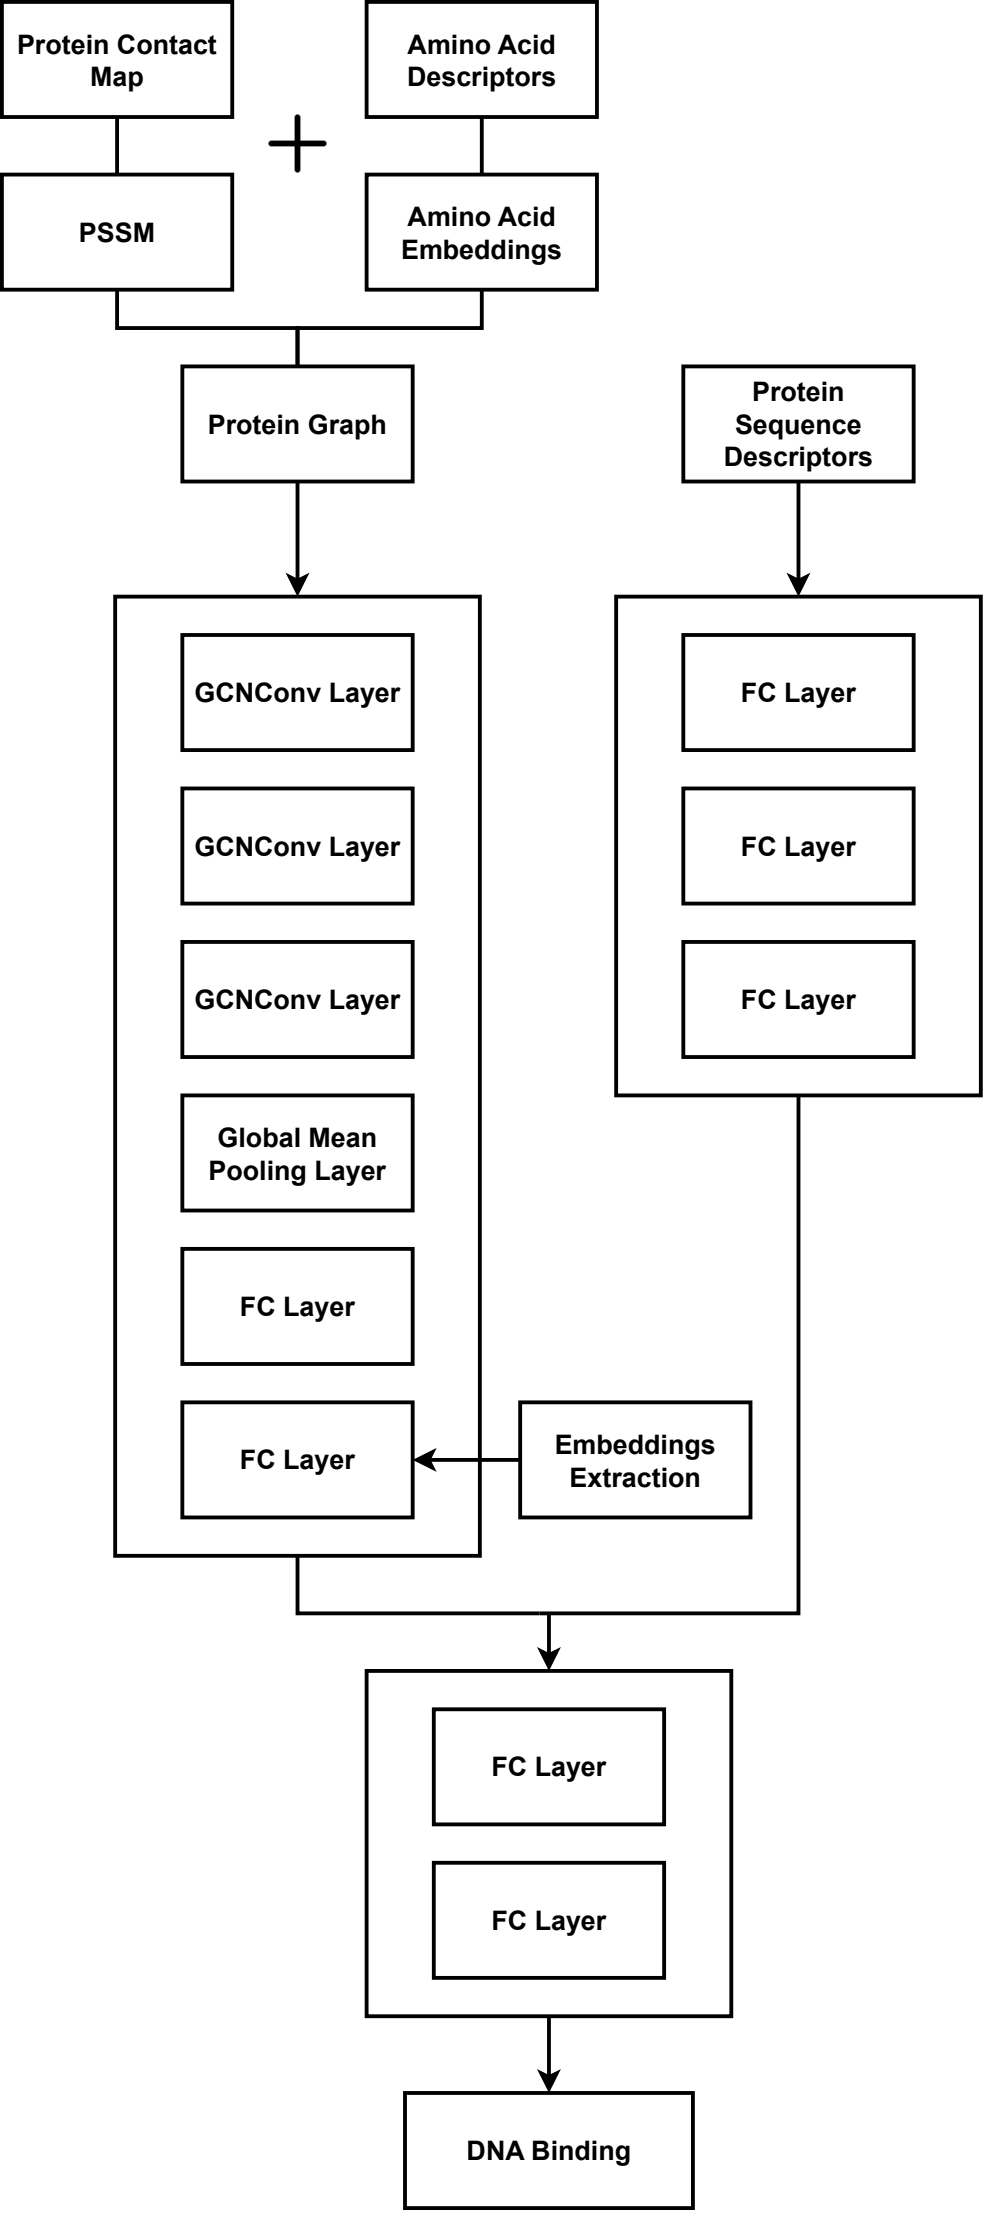 Protein Contact
Map
Amino Acid
Descriptors
PSSM
Amino Acid
Embeddings
Protein Graph
Protein
Sequence
Descriptors
GCNConv Layer
FC Layer
GCNConv Layer
FC Layer
GCNConv Layer
FC Layer
Global Mean
Pooling Layer
FC Layer
FC Layer
Embeddings
Extraction
FC Layer
FC Layer
DNA Binding